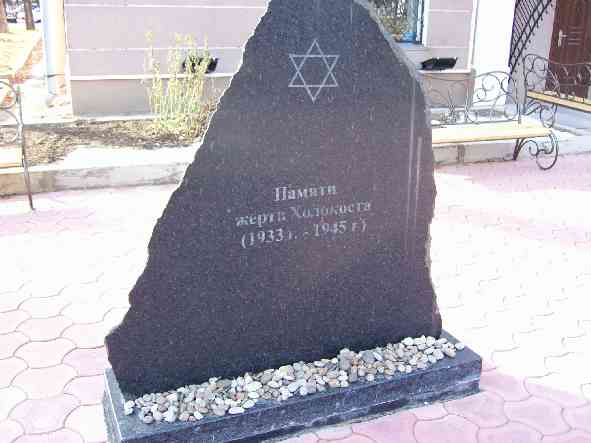 Памяти
жертв Холокоста
(1933 г. - 1945 г.)